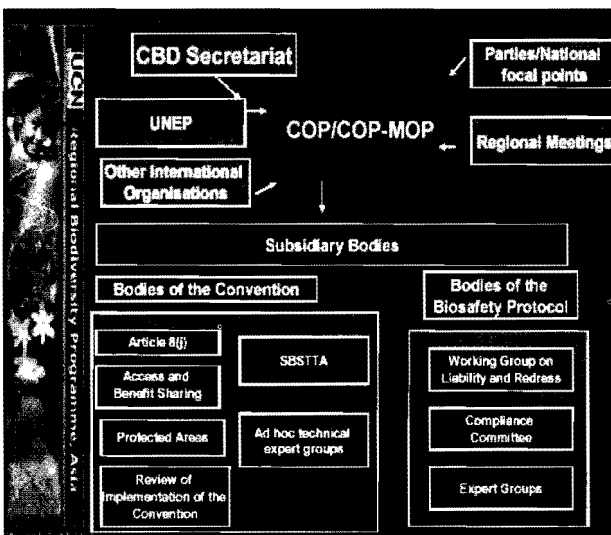 CBD Secretariat
Parties/National
focal points
UNEP
COP/COP-MOP
Regional Meetings
Other International
Organisations
Subsidiary Bodies
Bodies of the Convention
Bodies of the
Biosafety Protocol
Article 8(j)
SBSTTA
Access and
Benefit Sharing
Protected Areas
Ad hoc technical
expert groups
Review of
Implementation of the
Convention
Working Group on
Liability and Redress
Compliance
Committee
Expert Groups
IUCN Regional Biodiversity Programme, Asia